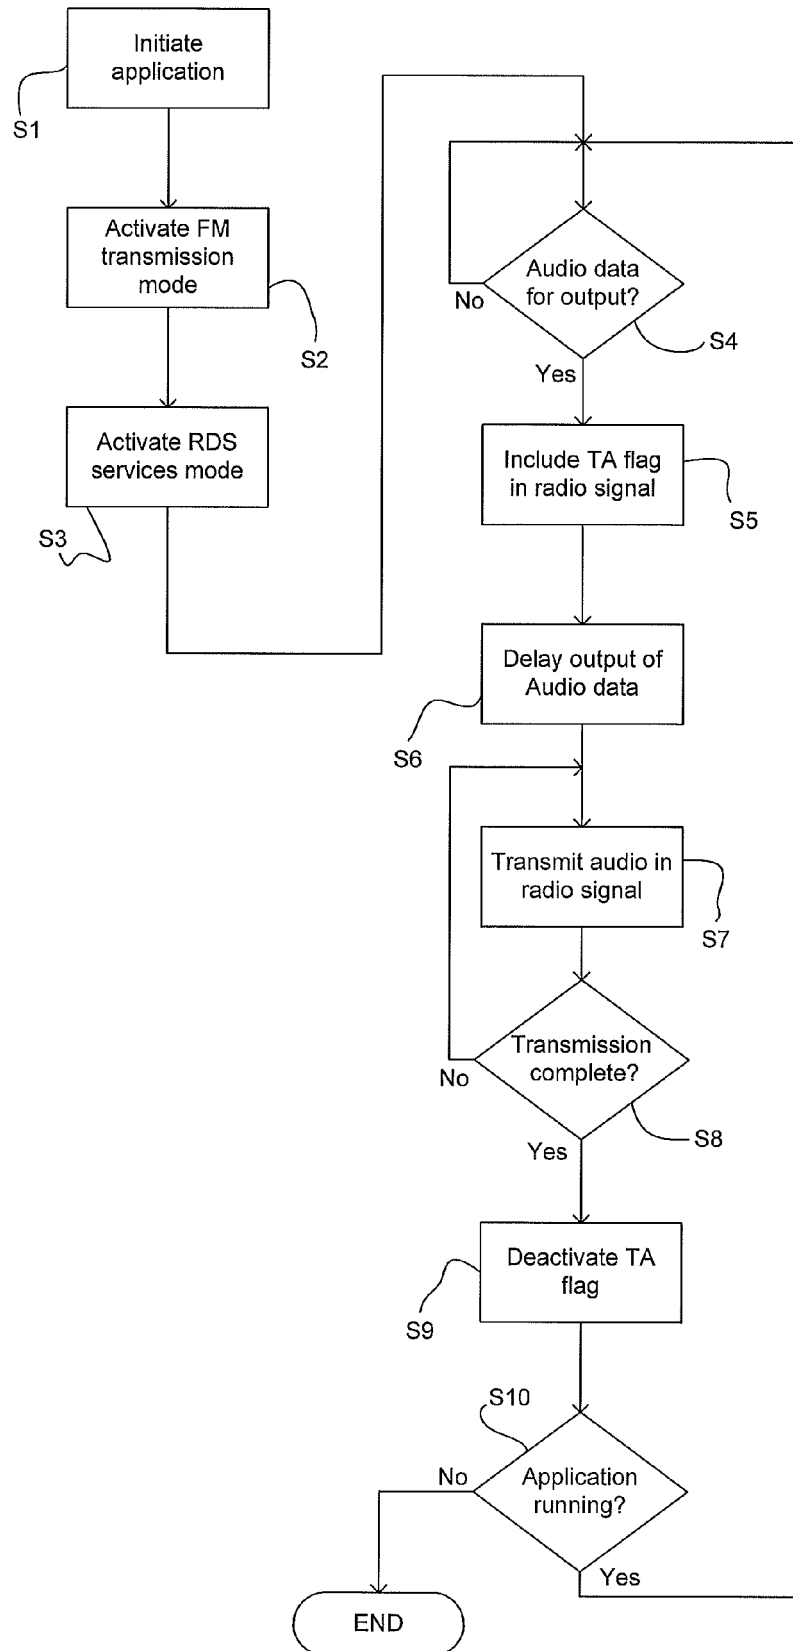 Initiate
application
S1
Activate FM
transmission
mode
S2
Activate RDS
services mode
S3
Audio data
for output?
No
S4
Yes
Include TA flag
in radio signal
S5
Delay output of
Audio data
S6
Transmit audio in
radio signal
S7
Transmission
complete?
No
S8
Yes
Deactivate TA
flag
S9
S10
Application
running?
No
Yes
END